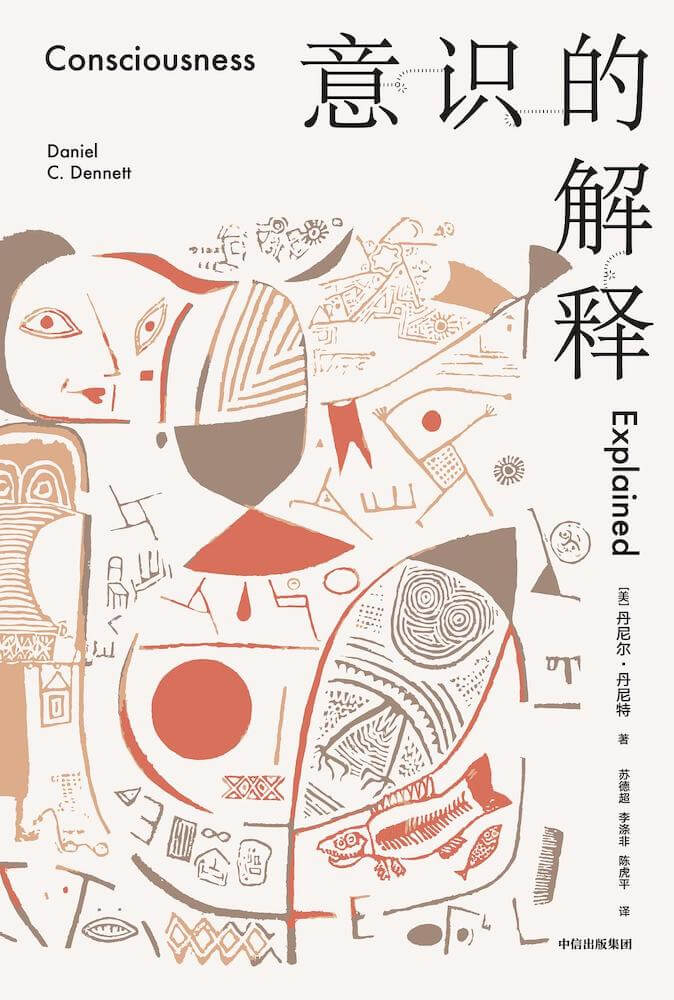 Consciousness
意识的
解
释
Daniel
C. Dennett
Explained
[美] 丹尼尔·丹尼特 著
苏德超 李涤非 陈虎平 译
中信出版集团